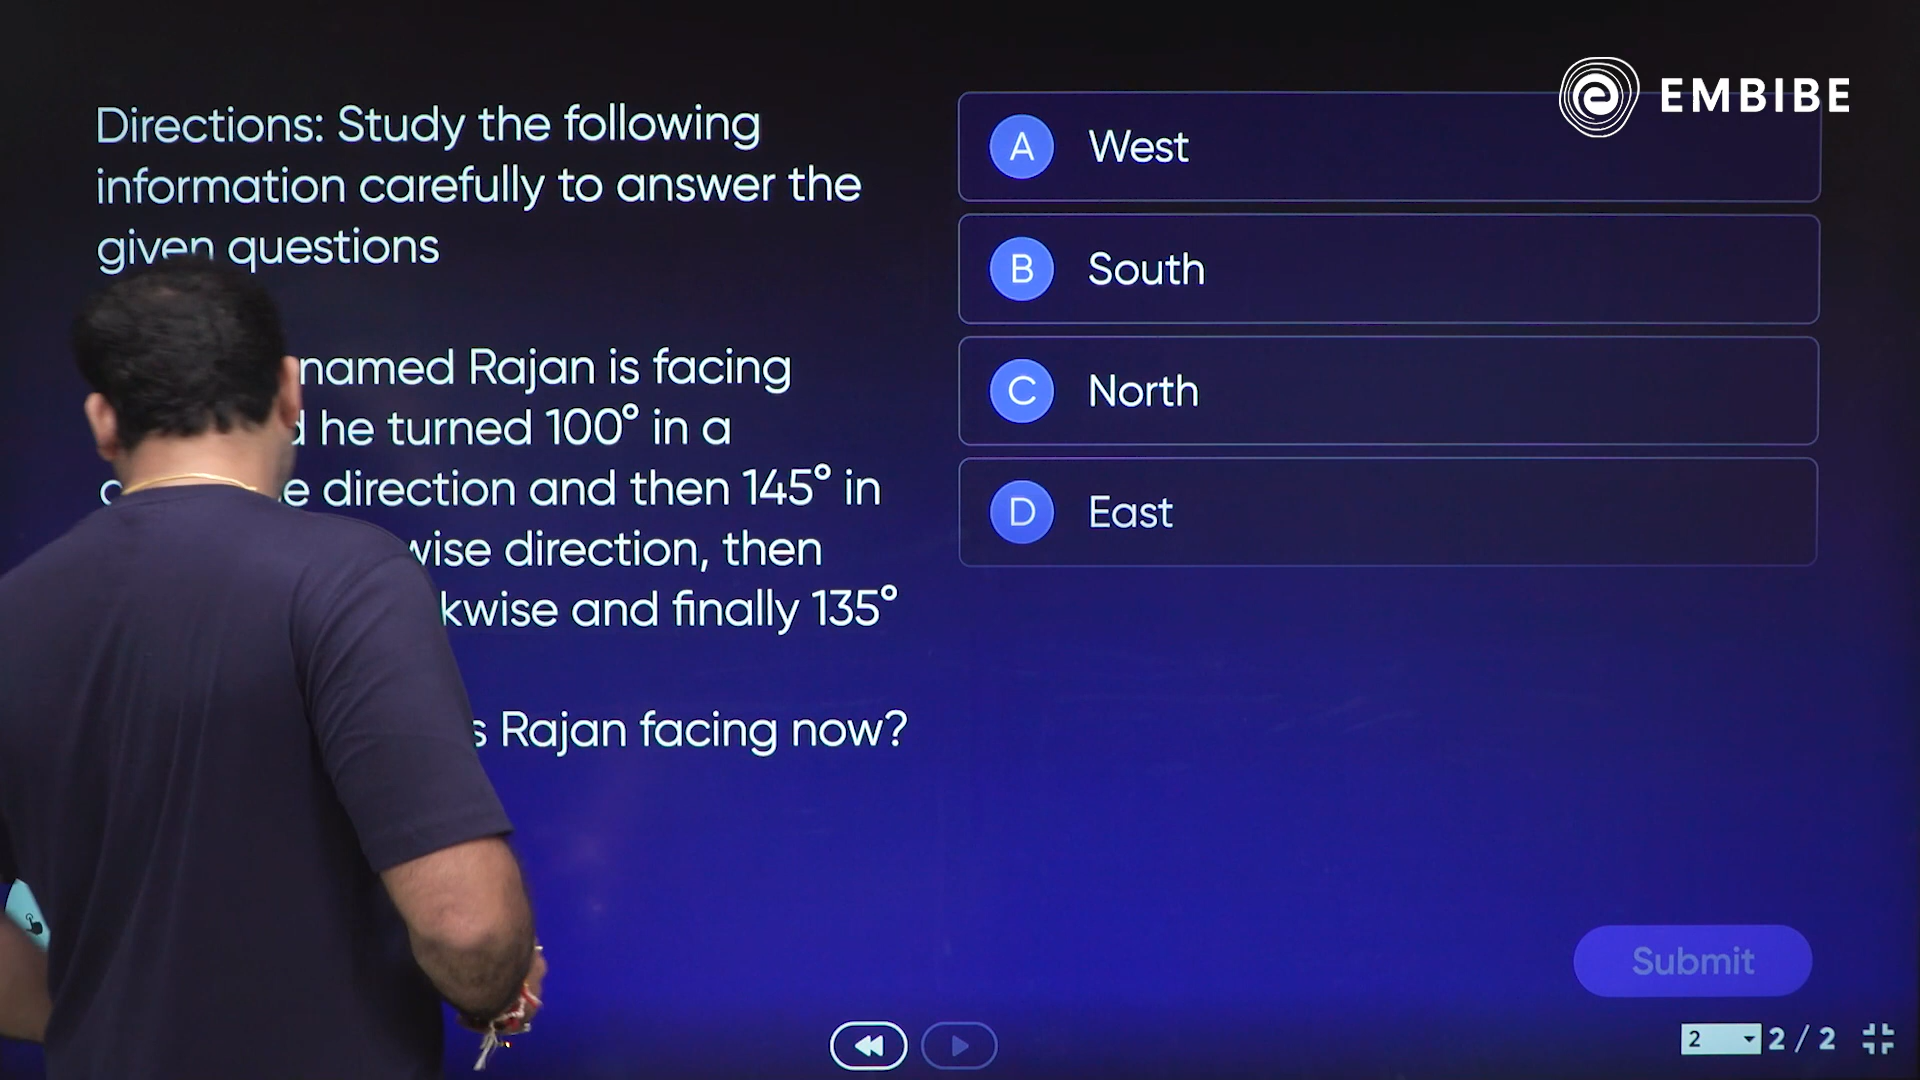 EMBIBE
Directions: Study the following
information carefully to answer the
given questions
named Rajan is facing
he turned 100° in a
direction and then 145° in
direction, then
and finally 135°
Rajan facing now?
A West
B South
C North
D East
Submit
2 2 / 2